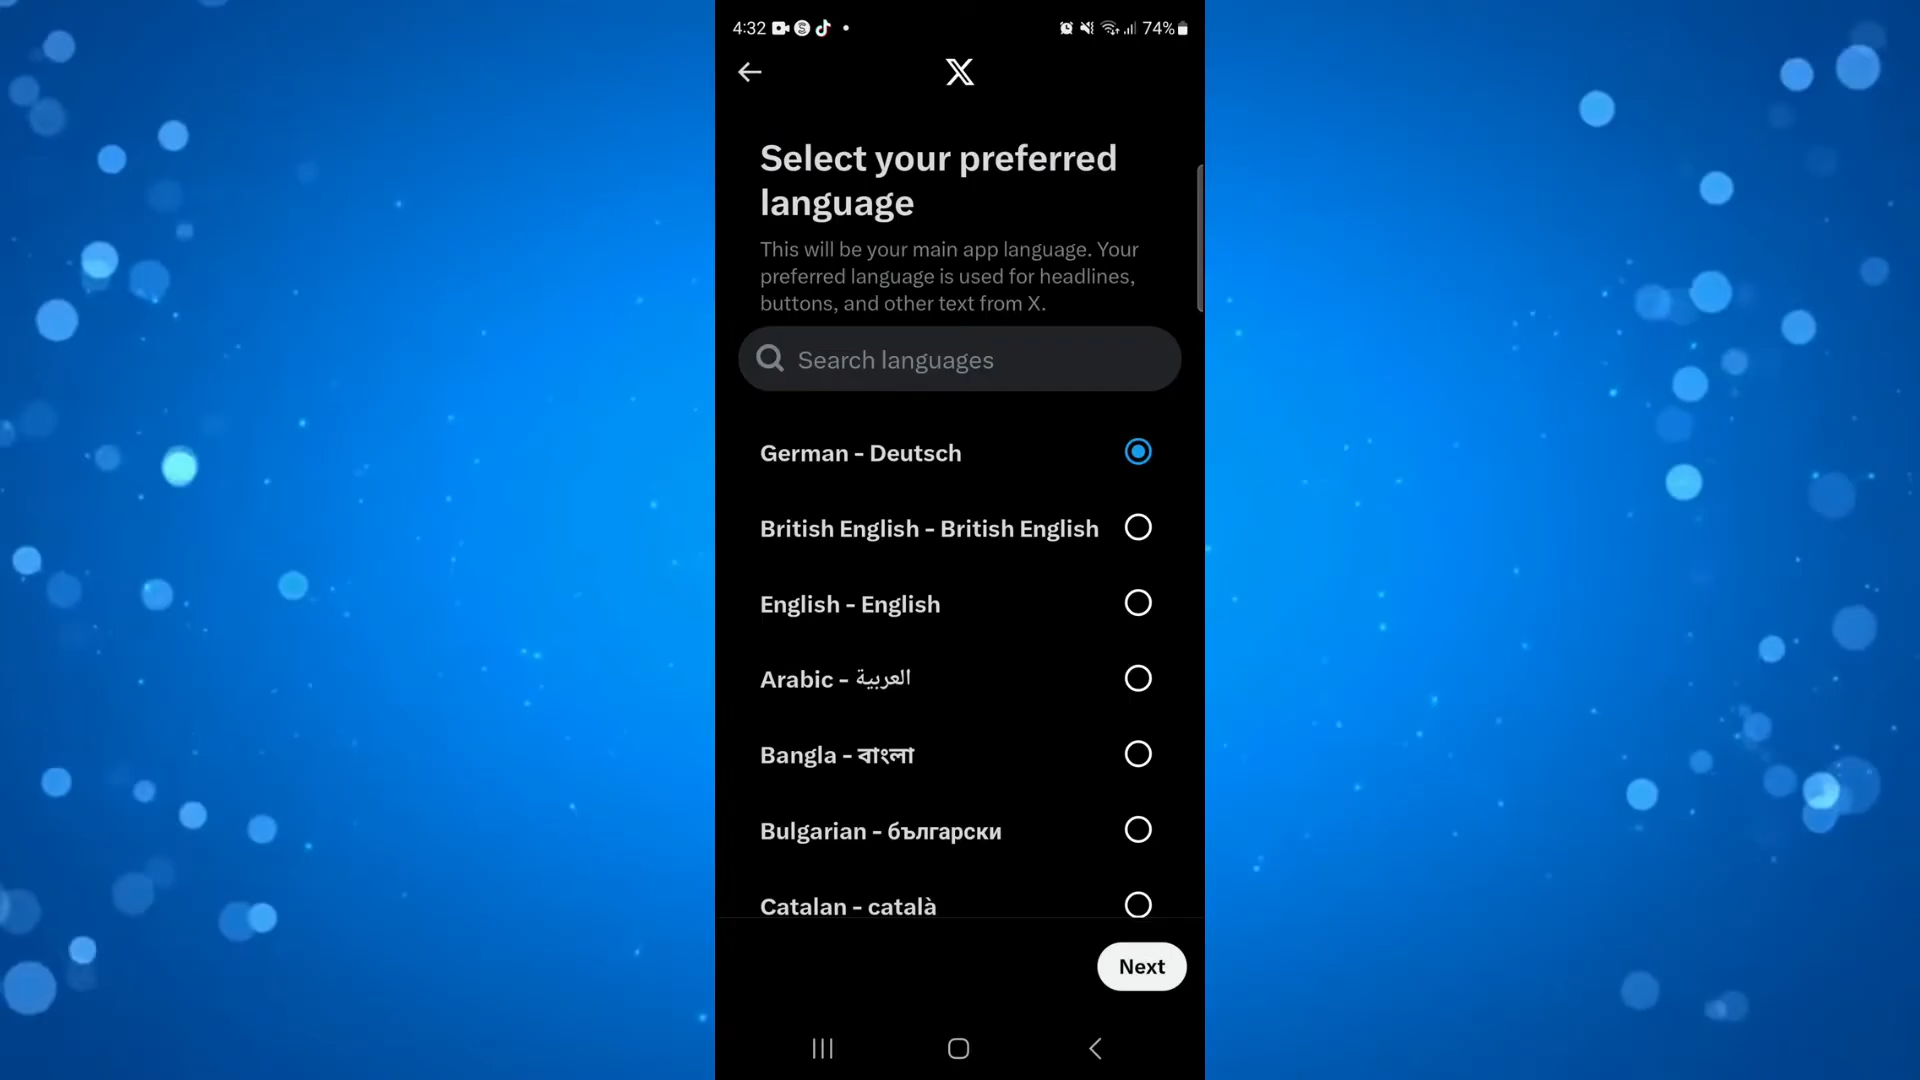 4:32
74%
Select your preferred
language
This will be your main app language. Your
preferred language is used for headlines,
buttons, and other text from X.
Search languages
German - Deutsch
British English - British English
English - English
Arabic - العربية
Bangla - বাংলা
Bulgarian - български
Catalan - català
Next